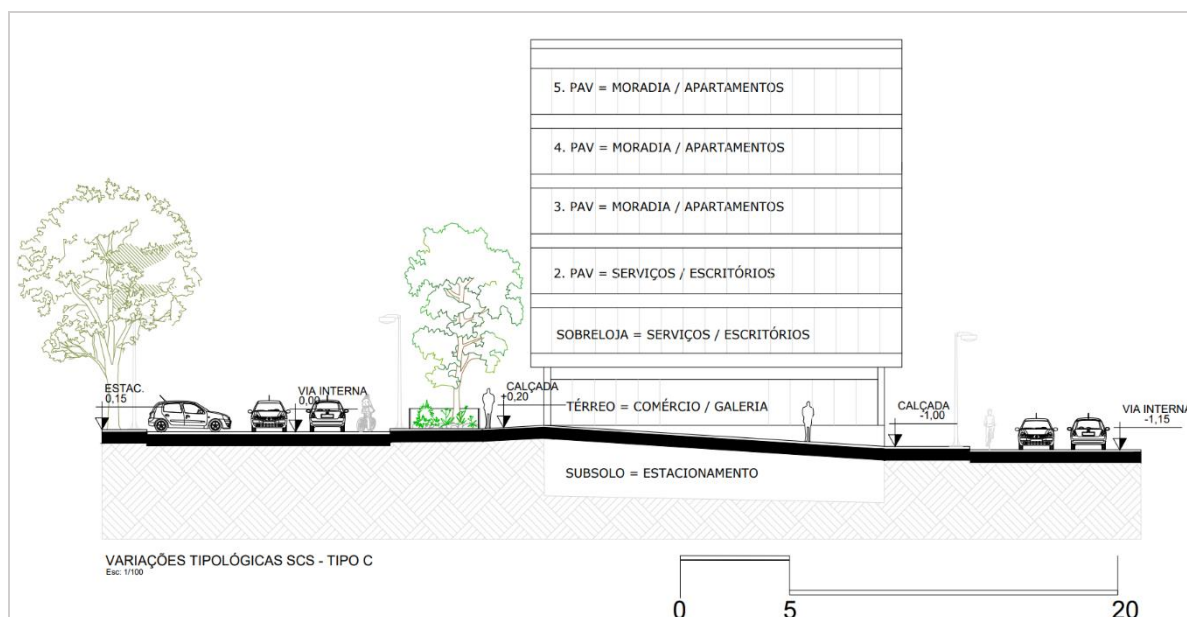 5. PAV = MORADIA / APARTAMENTOS
4. PAV = MORADIA / APARTAMENTOS
3. PAV = MORADIA / APARTAMENTOS
2. PAV = SERVIÇOS / ESCRITÓRIOS
SOBRELOJA = SERVIÇOS / ESCRITÓRIOS
ESTAC.
0,15
VIA INTERNA
0,00
CALÇADA
+0,20
TÉRREO = COMÉRCIO / GALERIA
CALÇADA
-1,00
VIA INTERNA
-1,15
SUBSOLO = ESTACIONAMENTO
VARIAÇÕES TIPOLÓGICAS SCS - TIPO C
Esc: 1/100
0 5 20